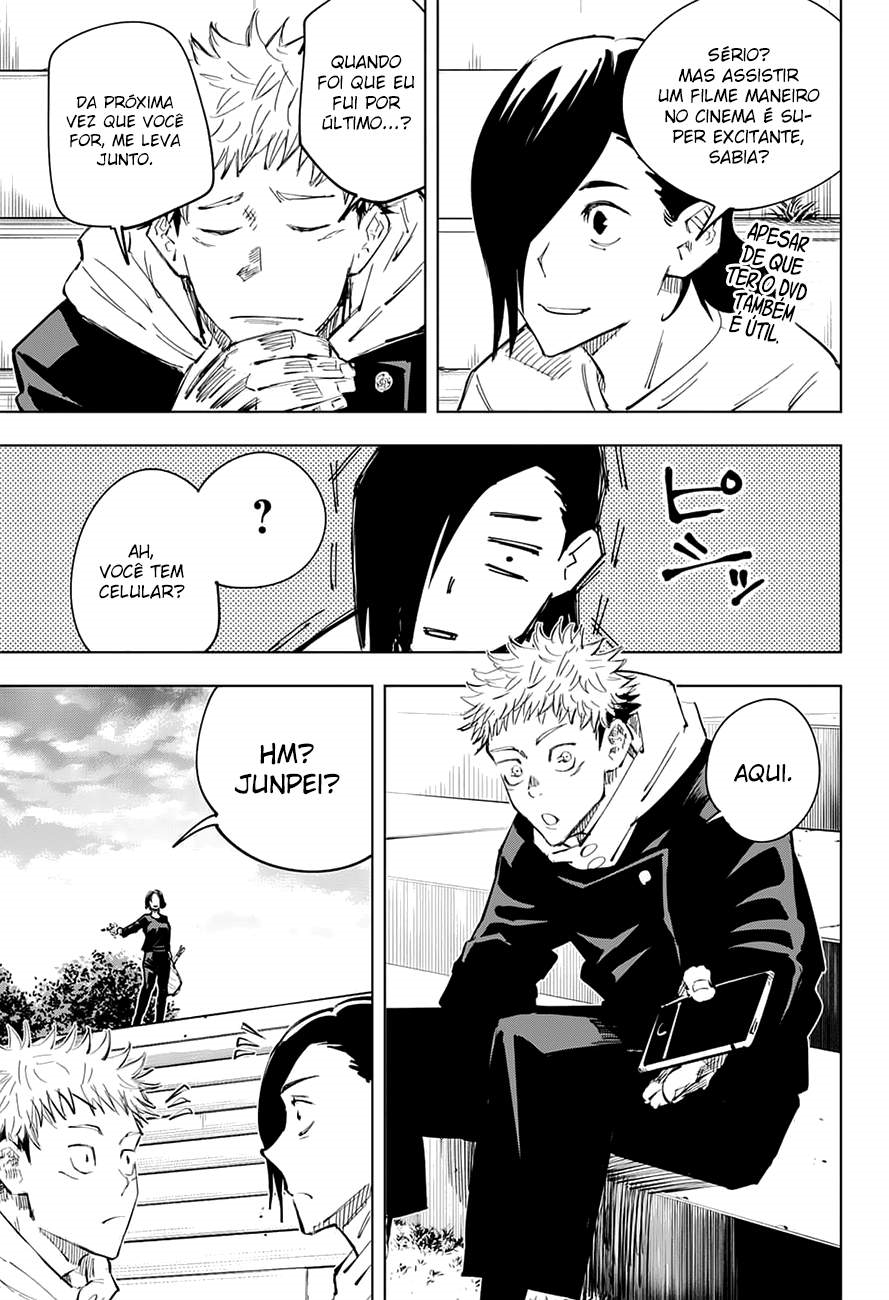 SÉRIO?
MAS ASSISTIR
UM FILME MANEIRO
NO CINEMA É SU-
PER EXCITANTE,
SABIA?
APESAR
DE QUE
TER O DVD
TAMBÉM
É ÚTIL.
QUANDO
FOI QUE EU
FUI POR
ÚLTIMO...?
DA PRÓXIMA
VEZ QUE VOCÊ
FOR, ME LEVA
JUNTO.
ピシッ
?
AH,
VOCÊ TEM
CELULAR?
AQUI.
HM?
JUNPEI?